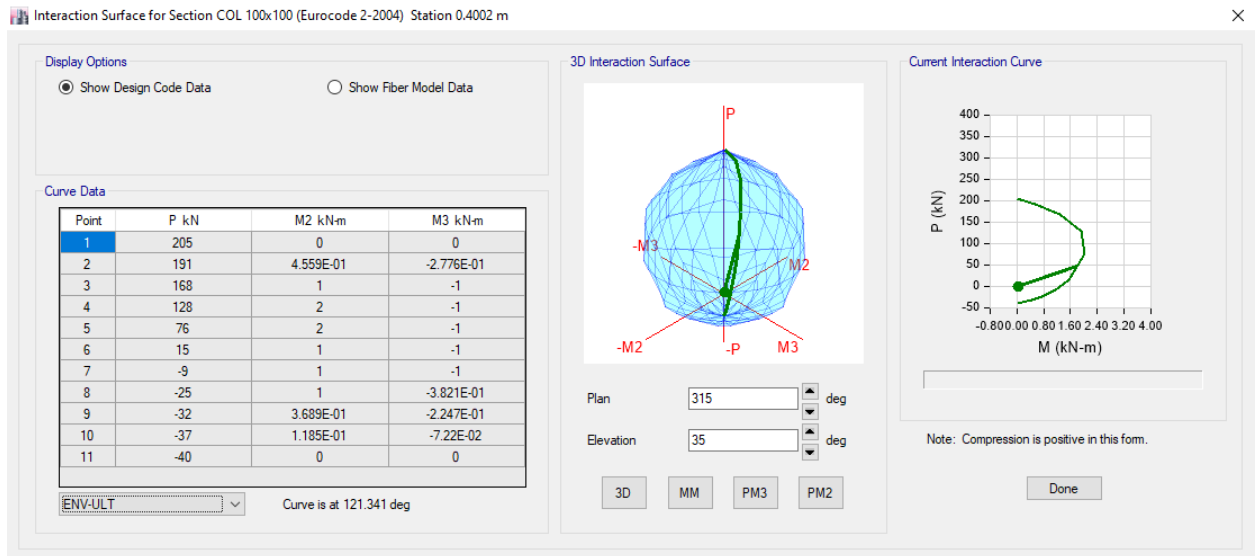 Interaction Surface for Section COL 100x100 (Eurocode 2-2004) Station 0.4002 m
Display Options
Show Design Code Data
Show Fiber Model Data
Curve Data
Point P kN M2 kN-m M3 kN-m
1 205 0 0
2 191 4.559E-01 -2.776E-01
3 168 1 -1
4 128 2 -1
5 76 2 -1
6 15 1 -1
7 -9 1 -1
8 -25 1 -3.821E-01
9 -32 3.689E-01 -2.247E-01
10 -37 1.185E-01 -7.22E-02
11 -40 0 0
ENV-ULT
Curve is at 121.341 deg
3D Interaction Surface
P
-M3
M2
-M2
-P
M3
Plan 315 deg
Elevation 35 deg
3D MM PM3 PM2
Current Interaction Curve
P (kN)
400
350
300
250
200
150
100
50
0
-50
-0.800.00 0.80 1.60 2.40 3.20 4.00
M (kN-m)
Note: Compression is positive in this form.
Done